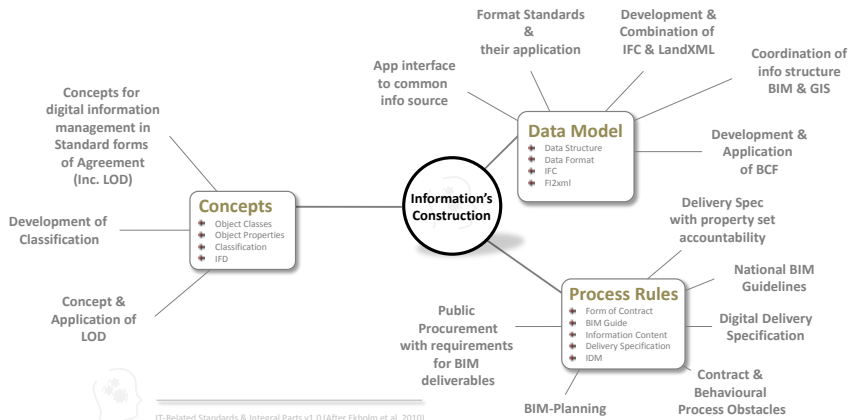 Format Standards
&
their application
Development &
Combination of
IFC & LandXML
Coordination of
info structure
BIM & GIS
App interface
to common
info source
Concepts for
digital information
management in
Standard forms
of Agreement
(Inc. LOD)
Data Model
Data Structure
Data Format
IFC
FI2xml
Development &
Application
of BCF
Information's
Construction
Concepts
Object Classes
Object Properties
Classification
IFD
Development of
Classification
Concept &
Application of
LOD
Delivery Spec
with property set
accountability
National BIM
Guidelines
Process Rules
Form of Contract
BIM Guide
Information Content
Delivery Specification
IDM
Public
Procurement
with requirements
for BIM
deliverables
Digital Delivery
Specification
Contract &
Behavioural
Process Obstacles
BIM-Planning
IT-Related Standards & Integral Parts v1.0 [After Ekholm et al, 2010]